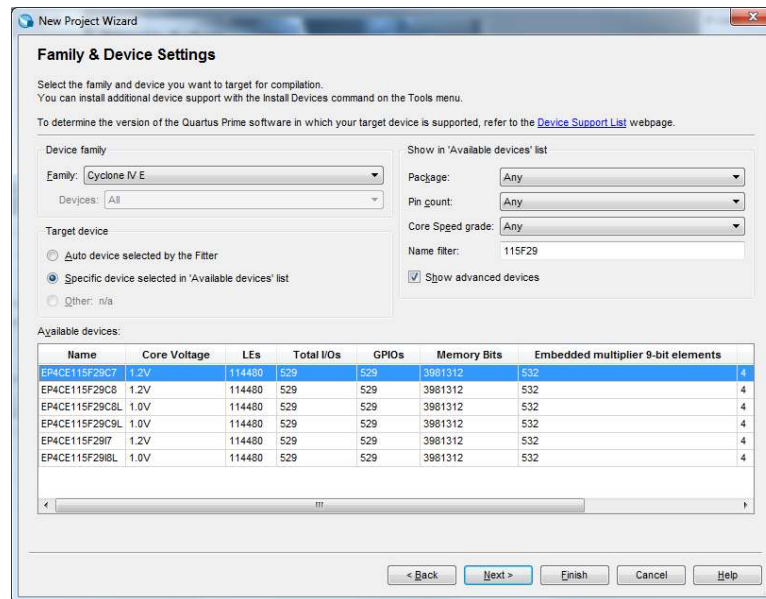 New Project Wizard
Family & Device Settings
Select the family and device you want to target for compilation.
You can install additional device support with the Install Devices command on the Tools menu.
To determine the version of the Quartus Prime software in which your target device is supported, refer to the Device Support List webpage.
Device family
Family: Cyclone IV E
Devices: All
Target device
Auto device selected by the Fitter
Specific device selected in 'Available devices' list
Other: n/a
Show in 'Available devices' list
Package: Any
Pin count: Any
Core Speed grade: Any
Name filter: 115F29
Show advanced devices
Available devices:
Name Core Voltage LEs Total I/Os GPIOs Memory Bits Embedded multiplier 9-bit elements
EP4CE115F29C7 1.2V 114480 529 529 3981312 532 4
EP4CE115F29C8 1.2V 114480 529 529 3981312 532 4
EP4CE115F29C8L 1.0V 114480 529 529 3981312 532 4
EP4CE115F29C9L 1.0V 114480 529 529 3981312 532 4
EP4CE115F29I7 1.2V 114480 529 529 3981312 532 4
EP4CE115F29I8L 1.0V 114480 529 529 3981312 532 4
< Back Next > Finish Cancel Help